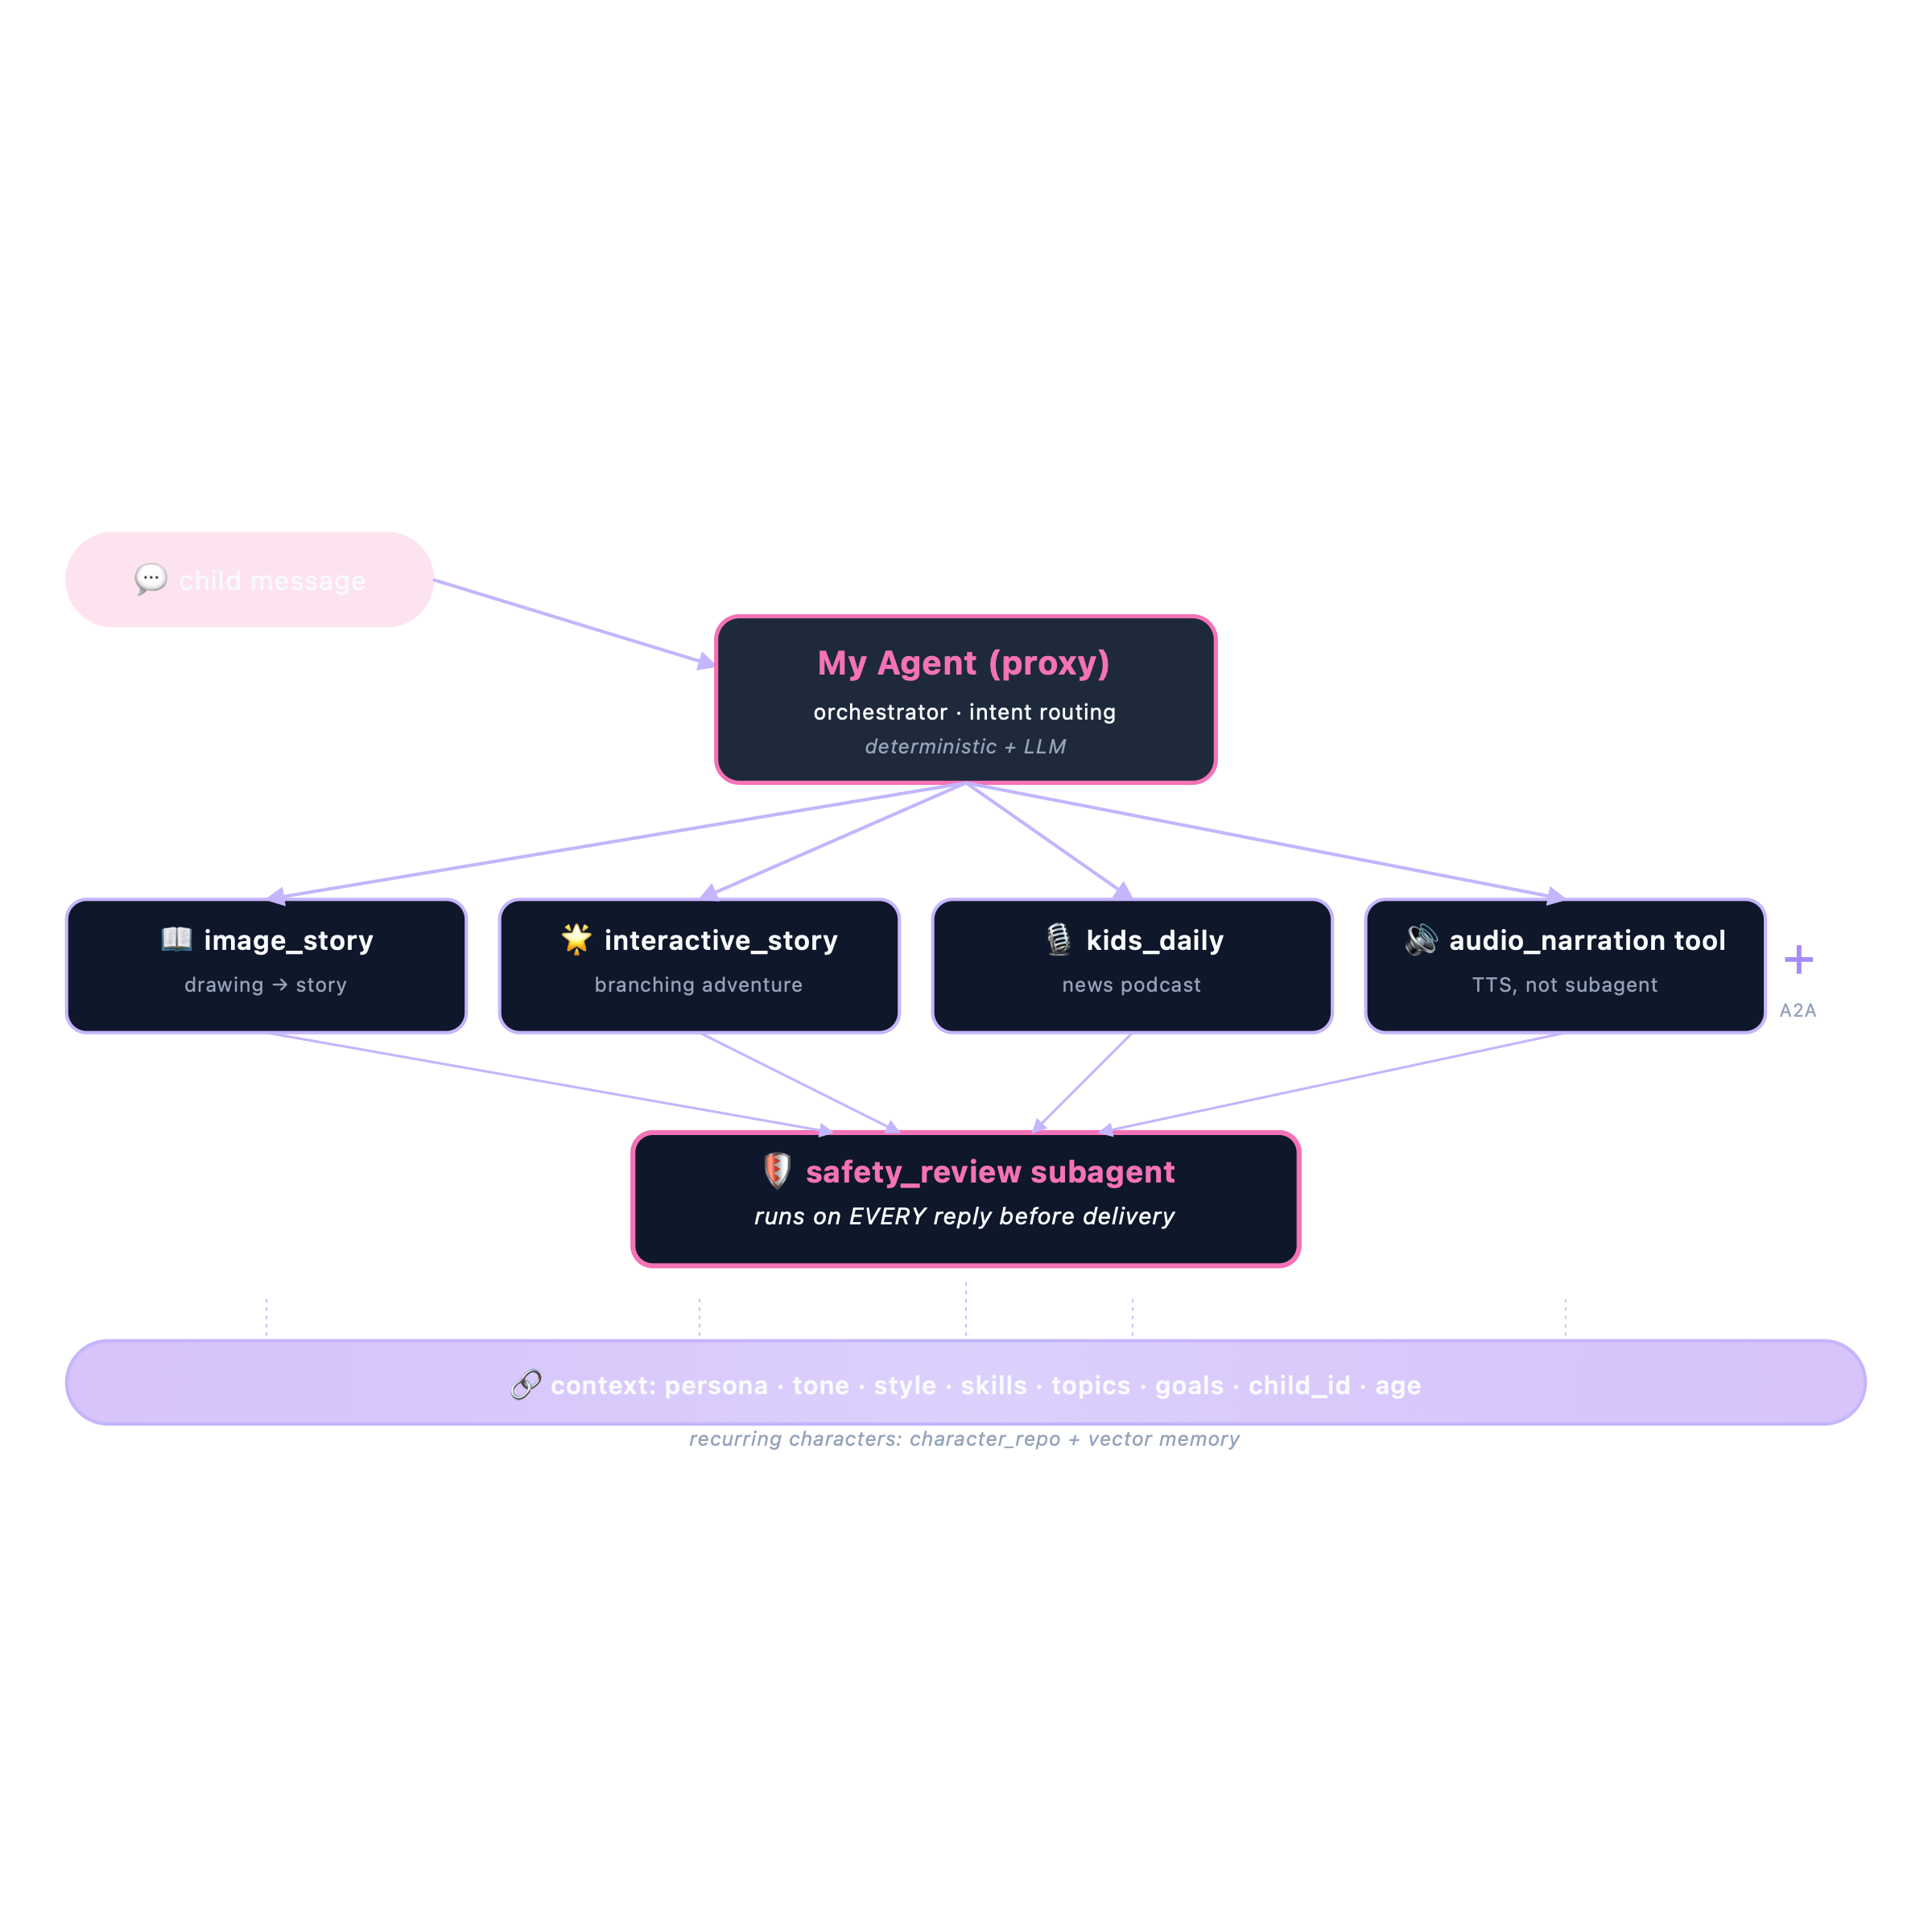 💬 child message
My Agent (proxy)
orchestrator · intent routing
deterministic + LLM
📖 image_story
drawing → story
🌟 interactive_story
branching adventure
🎙 kids_daily
news podcast
🔊 audio_narration tool
TTS, not subagent
+
A2A
🛡 safety_review subagent
runs on EVERY reply before delivery
🔗 context: persona · tone · style · skills · topics · goals · child_id · age
recurring characters: character_repo + vector memory